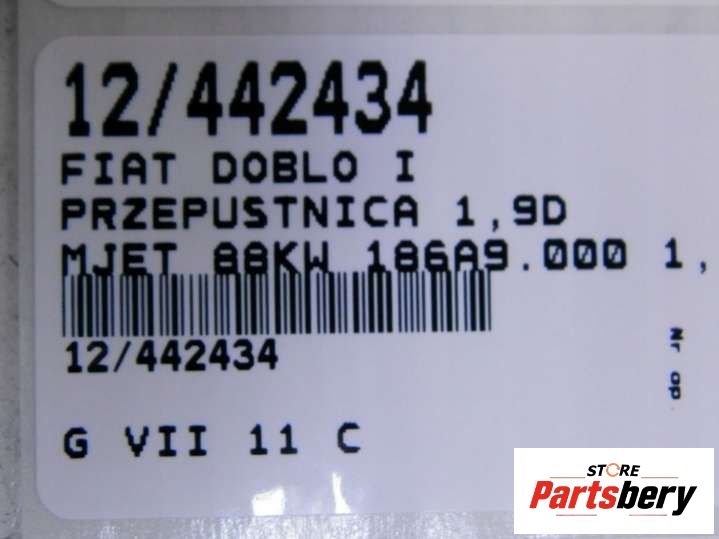 12/442434
FIAT DOBLO I
PRZEPUSTNICA 1,9D
MJET 88KW 186A9.000 1,
12/442434
Nr op
G VII 11 C
STORE
Partsbery